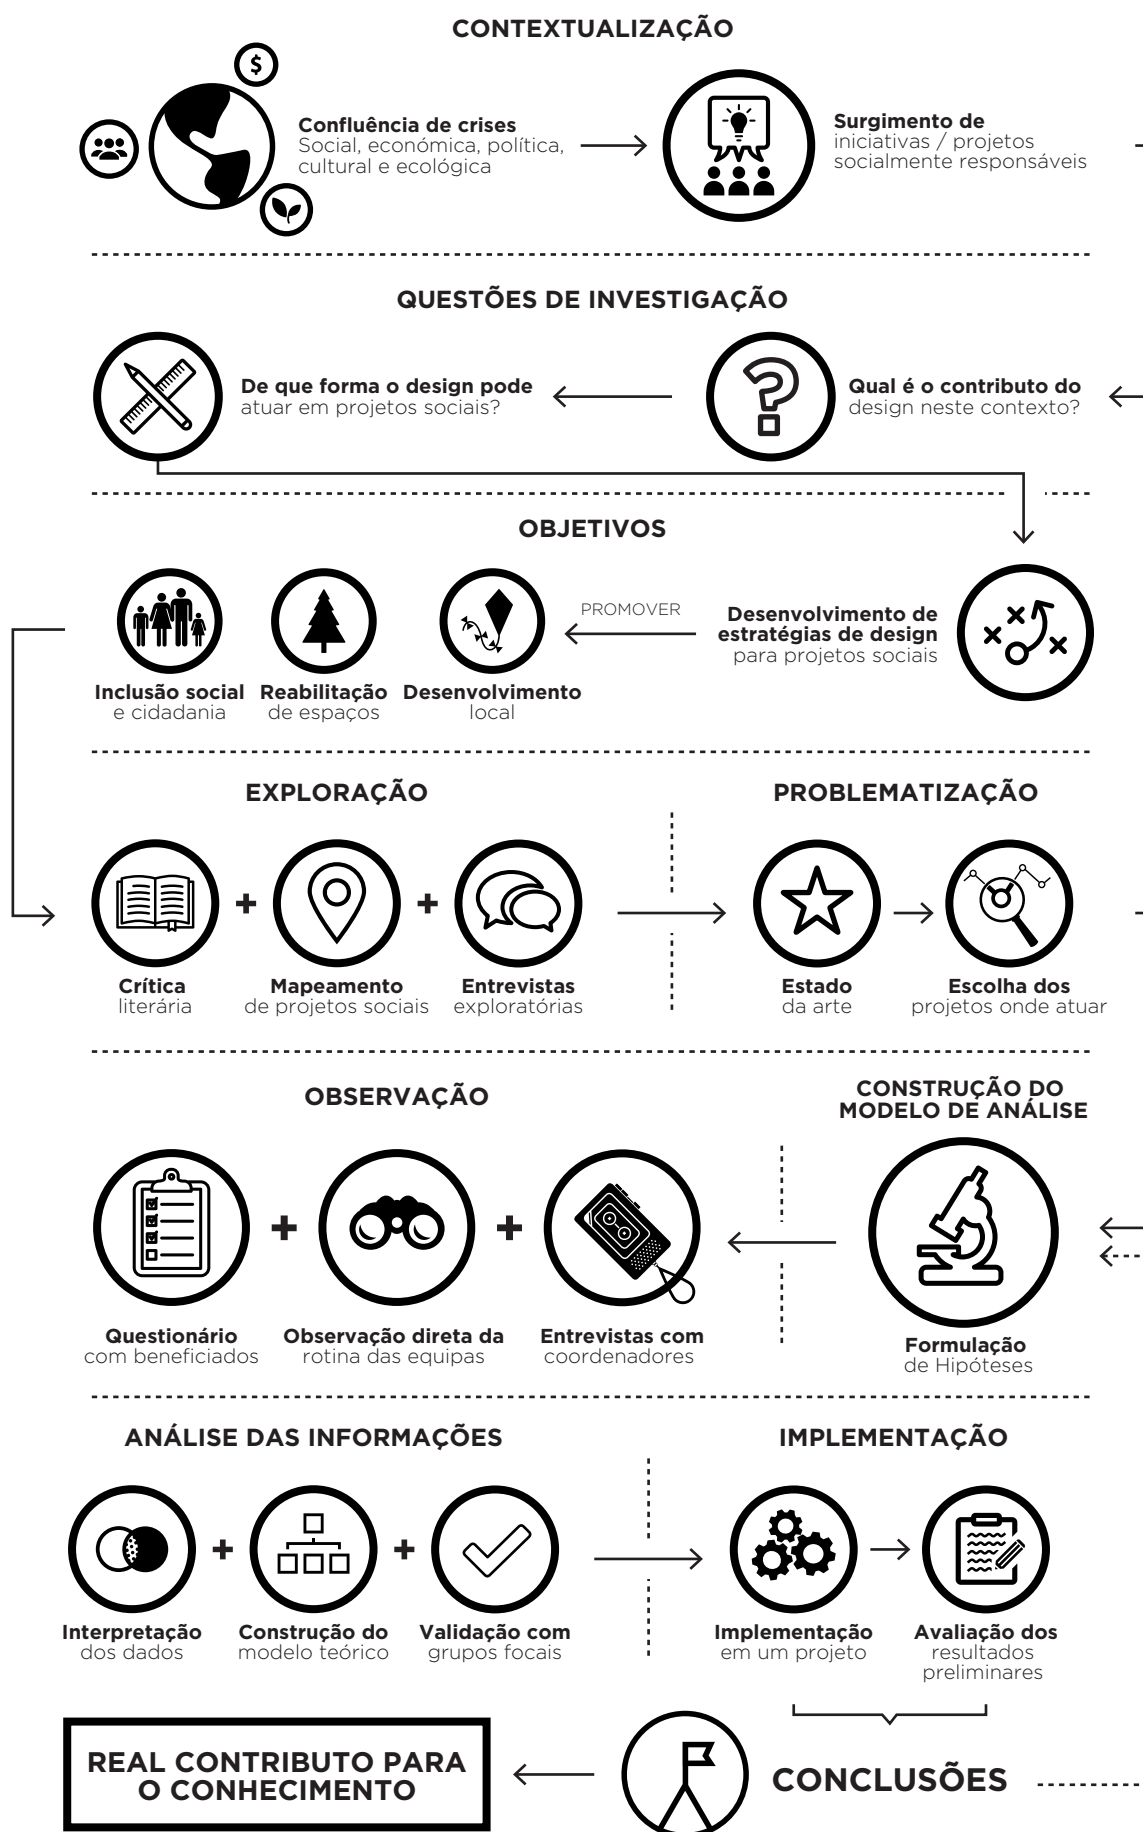 CONTEXTUALIZAÇÃO
$
Confluência de crises
Social, económica, política,
cultural e ecológica
Surgimento de
iniciativas / projetos
socialmente responsáveis
QUESTÕES DE INVESTIGAÇÃO
De que forma o design pode
atuar em projetos sociais?
?
Qual é o contributo do
design neste contexto?
OBJETIVOS
Inclusão social
e cidadania
Reabilitação
de espaços
Desenvolvimento
local
PROMOVER
Desenvolvimento de
estratégias de design
para projetos sociais
EXPLORAÇÃO
Crítica
literária
+
Mapeamento
de projetos sociais
+
Entrevistas
exploratórias
PROBLEMATIZAÇÃO
Estado
da arte
Escolha dos
projetos onde atuar
OBSERVAÇÃO
Questionário
com beneficiados
+
Observação direta da
rotina das equipas
+
Entrevistas com
coordenadores
CONSTRUÇÃO DO
MODELO DE ANÁLISE
Formulação
de Hipóteses
ANÁLISE DAS INFORMAÇÕES
Interpretação
dos dados
+
Construção do
modelo teórico
+
Validação com
grupos focais
IMPLEMENTAÇÃO
Implementação
em um projeto
Avaliação dos
resultados
preliminares
REAL CONTRIBUTO PARA
O CONHECIMENTO
CONCLUSÕES